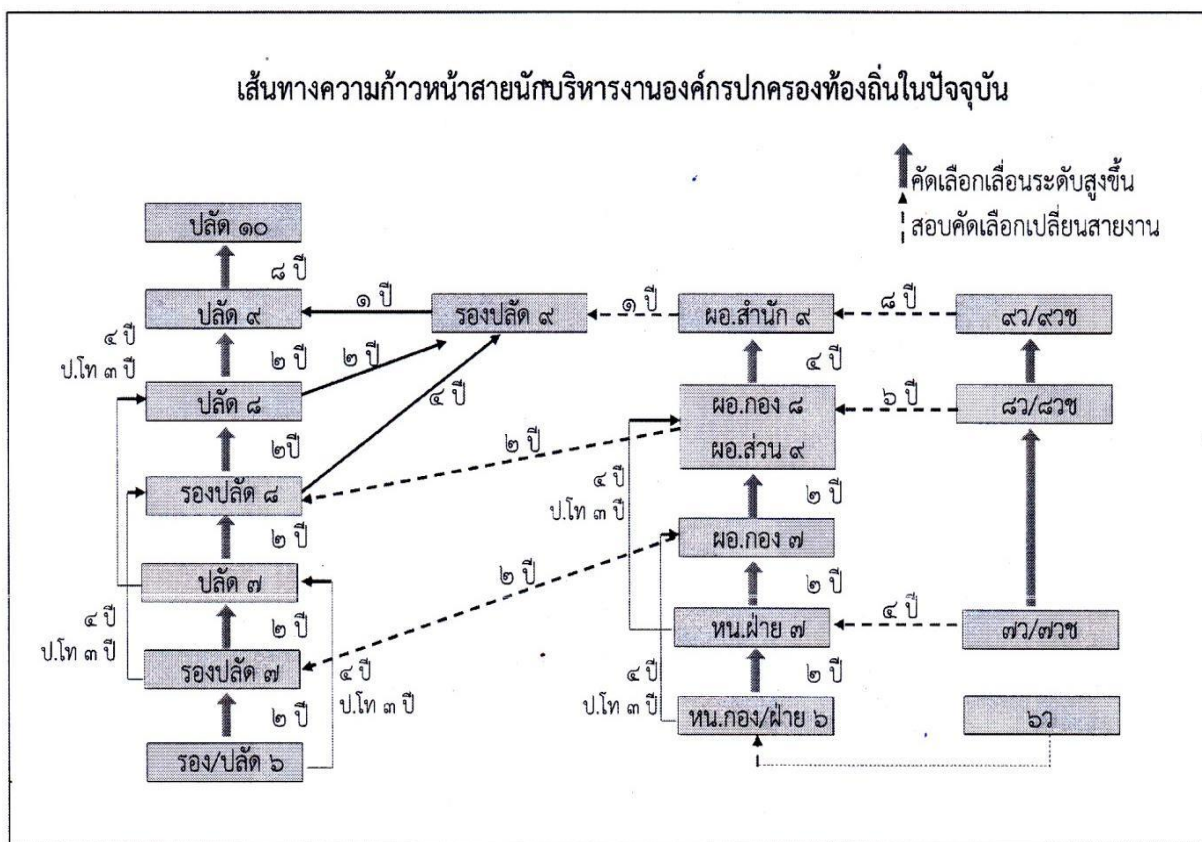 เส้นทางความก้าวหน้าสายนักบริหารงานองค์กรปกครองท้องถิ่นในปัจจุบัน
คัดเลือกเลื่อนระดับสูงขึ้น
สอบคัดเลือกเปลี่ยนสายงาน
ปลัด ๑๐
๘ ปี
ปลัด ๙
๑ ปี
รองปลัด ๙
๑ ปี
ผอ.สำนัก ๙
๘ ปี
๙ว/๙วช
๔ ปี
ป.โท ๓ ปี
๒ ปี
๒ ปี
๔ ปี
๔ ปี
ปลัด ๘
ผอ.กอง ๘
ผอ.ส่วน ๙
๖ ปี
๘ว/๘วช
๒ปี
๒ ปี
รองปลัด ๘
๔ ปี
ป.โท ๓ ปี
๒ ปี
๒ ปี
ผอ.กอง ๗
๒ ปี
ปลัด ๗
๒ ปี
๔ ปี
ป.โท ๓ ปี
๒ ปี
หน.ฝ่าย ๗
๔ ปี
๗ว/๗วช
รองปลัด ๗
๔ ปี
ป.โท ๓ ปี
๔ ปี
ป.โท ๓ ปี
๒ ปี
๒ ปี
หน.กอง/ฝ่าย ๖
๖ว
รอง/ปลัด ๖